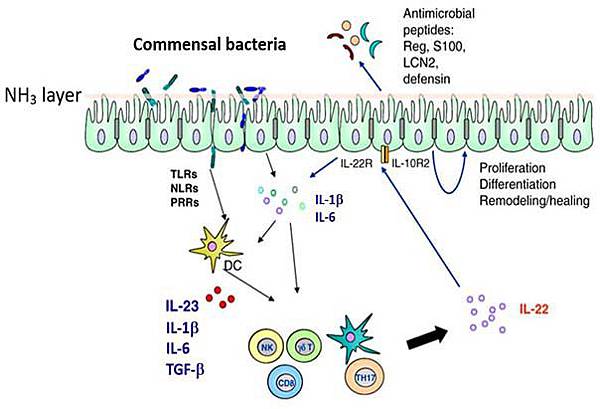 Antimicrobial
peptides:
Reg, S100,
LCN2,
defensin
Commensal bacteria
NH₃ layer
IL-22R
IL-10R2
TLRs
NLRs
PRRs
IL-1β
IL-6
Proliferation
Differentiation
Remodeling/healing
DC
IL-23
IL-1β
IL-6
TGF-β
IL-22
NK
γδ T
CD8
TH17